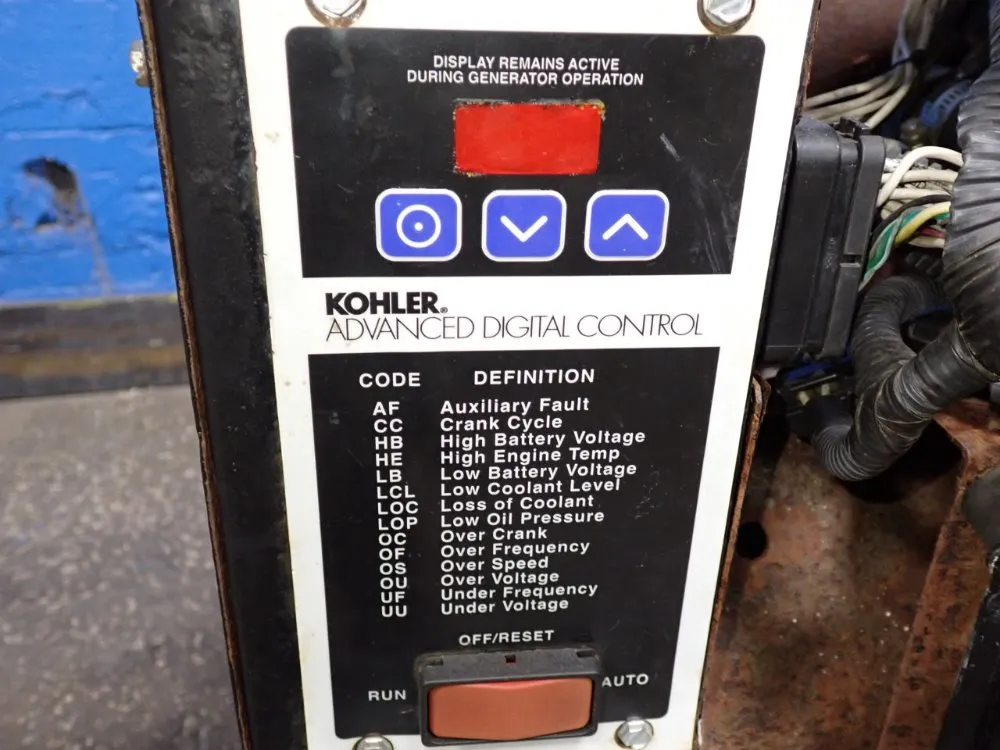 DISPLAY REMAINS ACTIVE
DURING GENERATOR OPERATION
KOHLER®
ADVANCED DIGITAL CONTROL
CODE DEFINITION
AF Auxiliary Fault
CC Crank Cycle
HB High Battery Voltage
HE High Engine Temp
LB Low Battery Voltage
LCL Low Coolant Level
LOC Loss of Coolant
LOP Low Oil Pressure
OC Over Crank
OF Over Frequency
OS Over Speed
OU Over Voltage
UF Under Frequency
UU Under Voltage
OFF/RESET
RUN AUTO